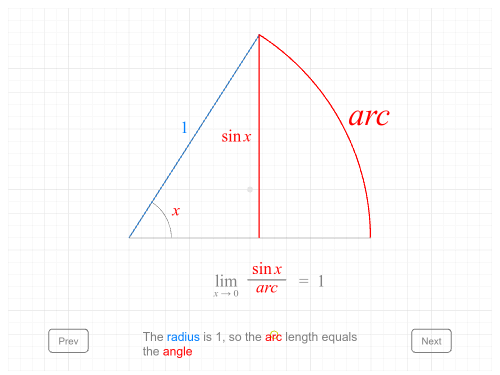 arc
1
sin x
x
lim x → 0 sin x / arc = 1
Prev
The radius is 1, so the arc length equals
the angle
Next